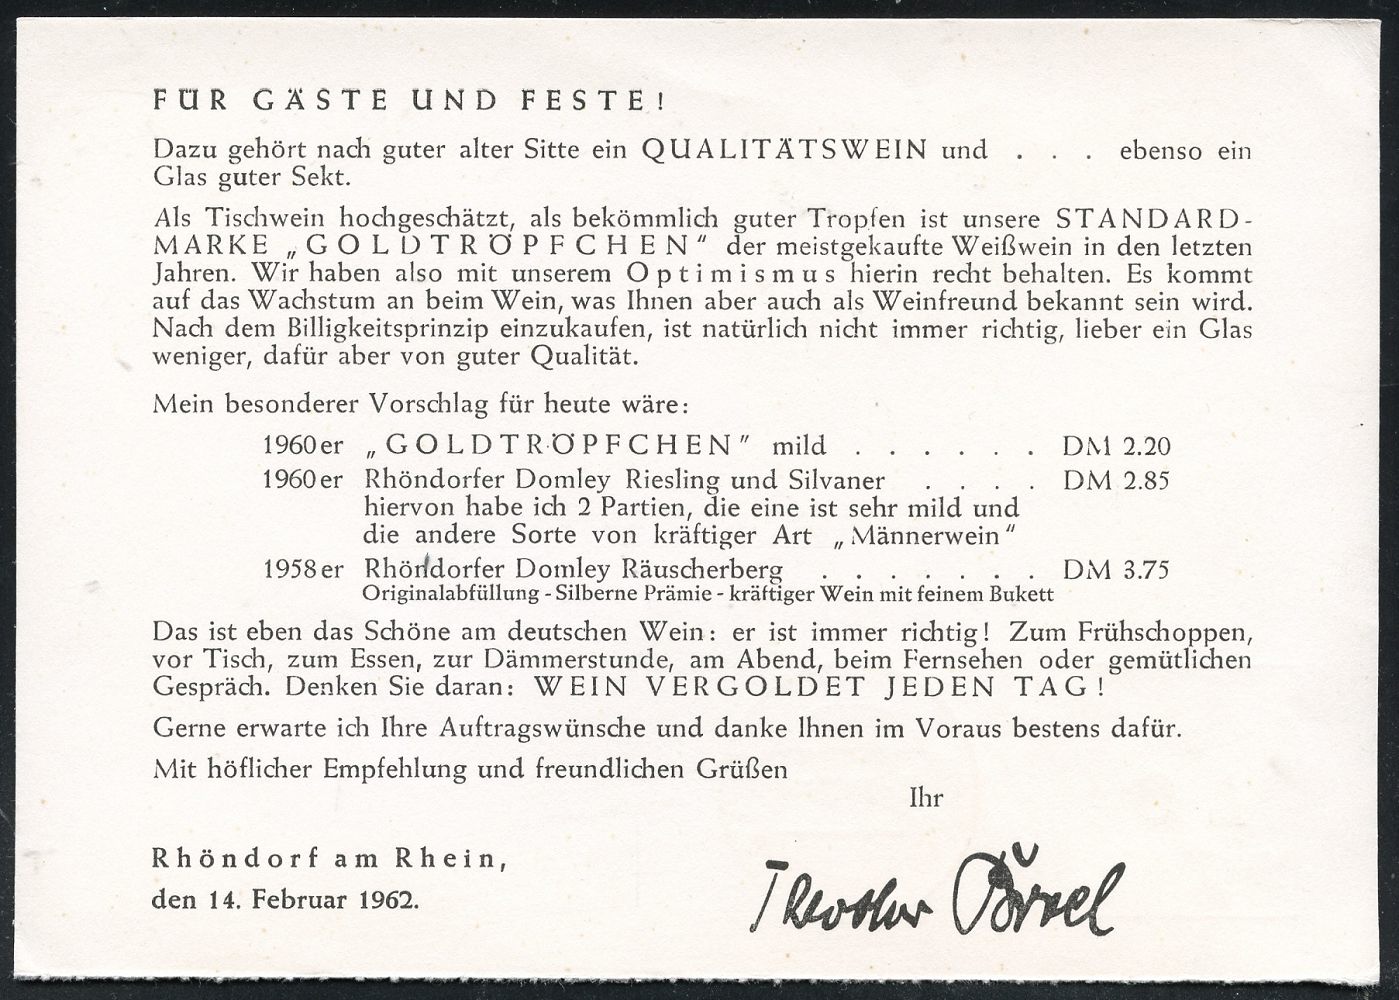 FÜR GÄSTE UND FESTE!
Dazu gehört nach guter alter Sitte ein QUALITÄTSWEIN und . . . ebenso ein
Glas guter Sekt.
Als Tischwein hochgeschätzt, als bekömmlich guter Tropfen ist unsere STANDARD-
MARKE „GOLDTRÖPFCHEN" der meistgekaufte Weißwein in den letzten
Jahren. Wir haben also mit unserem Optimismus hierin recht behalten. Es kommt
auf das Wachstum an beim Wein, was Ihnen aber auch als Weinfreund bekannt sein wird.
Nach dem Billigkeitsprinzip einzukaufen, ist natürlich nicht immer richtig, lieber ein Glas
weniger, dafür aber von guter Qualität.
Mein besonderer Vorschlag für heute wäre:
1960er „GOLDTRÖPFCHEN" mild . . . . . . DM 2.20
1960er Rhöndorfer Domley Riesling und Silvaner . . . . DM 2.85
hiervon habe ich 2 Partien, die eine ist sehr mild und
die andere Sorte von kräftiger Art „Männerwein"
1958er Rhöndorfer Domley Räuscherberg . . . . . . . DM 3.75
Originalabfüllung - Silberne Prämie - kräftiger Wein mit feinem Bukett
Das ist eben das Schöne am deutschen Wein: er ist immer richtig! Zum Frühschoppen,
vor Tisch, zum Essen, zur Dämmerstunde, am Abend, beim Fernsehen oder gemütlichen
Gespräch. Denken Sie daran: WEIN VERGOLDET JEDEN TAG!
Gerne erwarte ich Ihre Auftragswünsche und danke Ihnen im Voraus bestens dafür.
Mit höflicher Empfehlung und freundlichen Grüßen
Ihr
Rhöndorf am Rhein,
den 14. Februar 1962.
Theodor